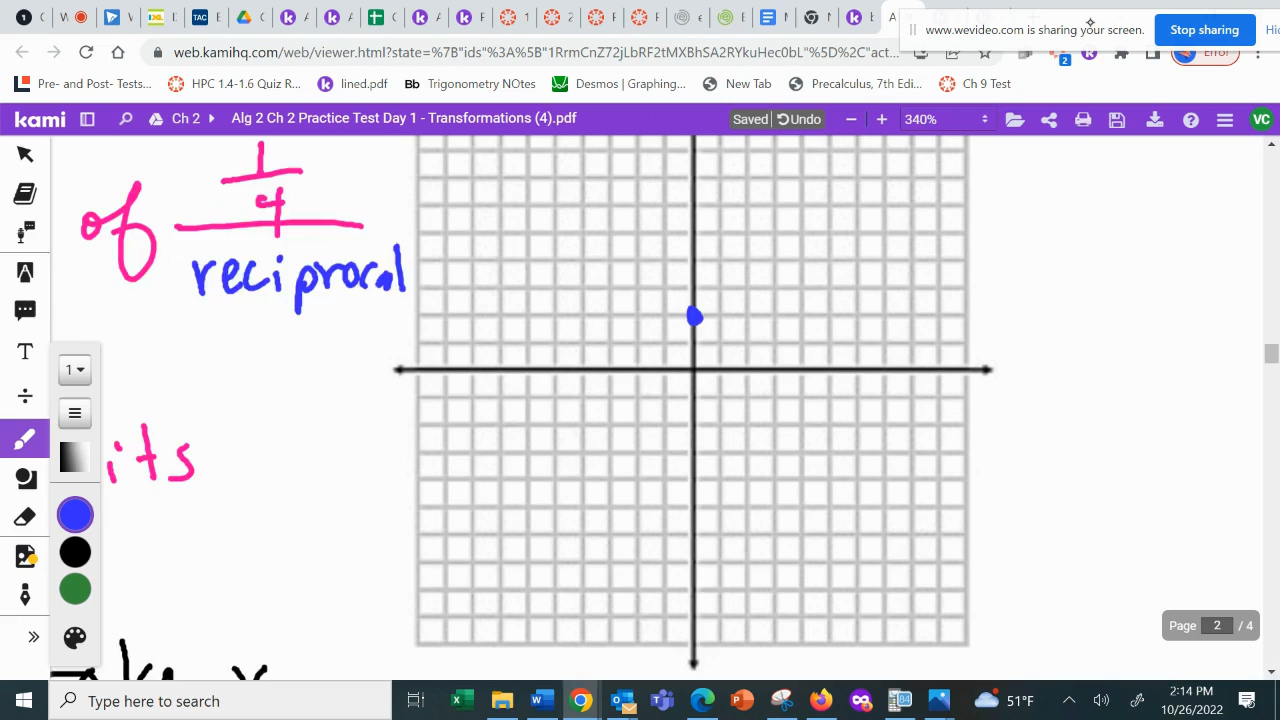 www.wevideo.com is sharing your screen.
Stop sharing
web.kamihq.com/web/viewer.html?state=%7B"ids"%3A%5B"1RrmCnZ72jLbRF2tMXBhSA2RYkuHec0bL"%5D%2C"act...
Error
2
Pre- and Post- Tests...
HPC 1.4-1.6 Quiz R...
lined.pdf
Bb Trigonometry NOtes
Desmos | Graphing...
New Tab
Precalculus, 7th Edi...
Ch 9 Test
kami
Ch 2
Alg 2 Ch 2 Practice Test Day 1 - Transformations (4).pdf
Saved
Undo
340%
VC
of 1
4
reciprocal
1
its
Page 2 / 4
Type here to search
51°F
2:14 PM
10/26/2022